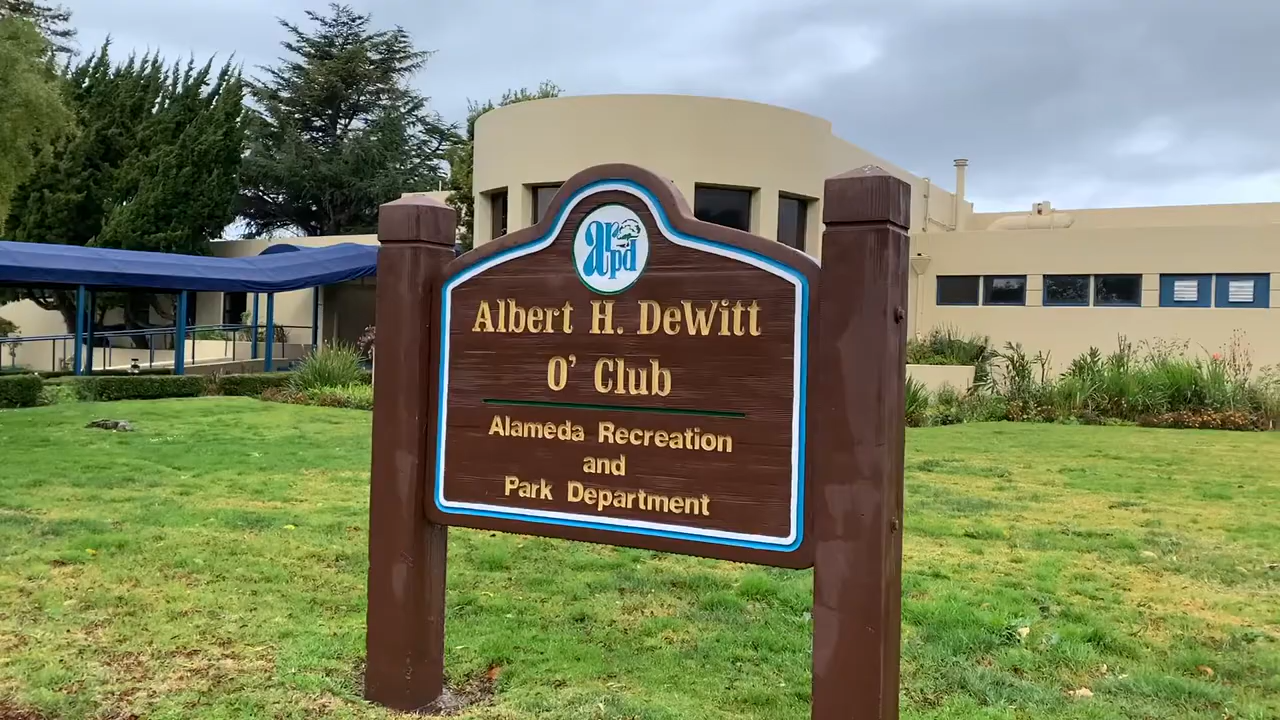 arpd
Albert H. DeWitt
O' Club
Alameda Recreation
and
Park Department